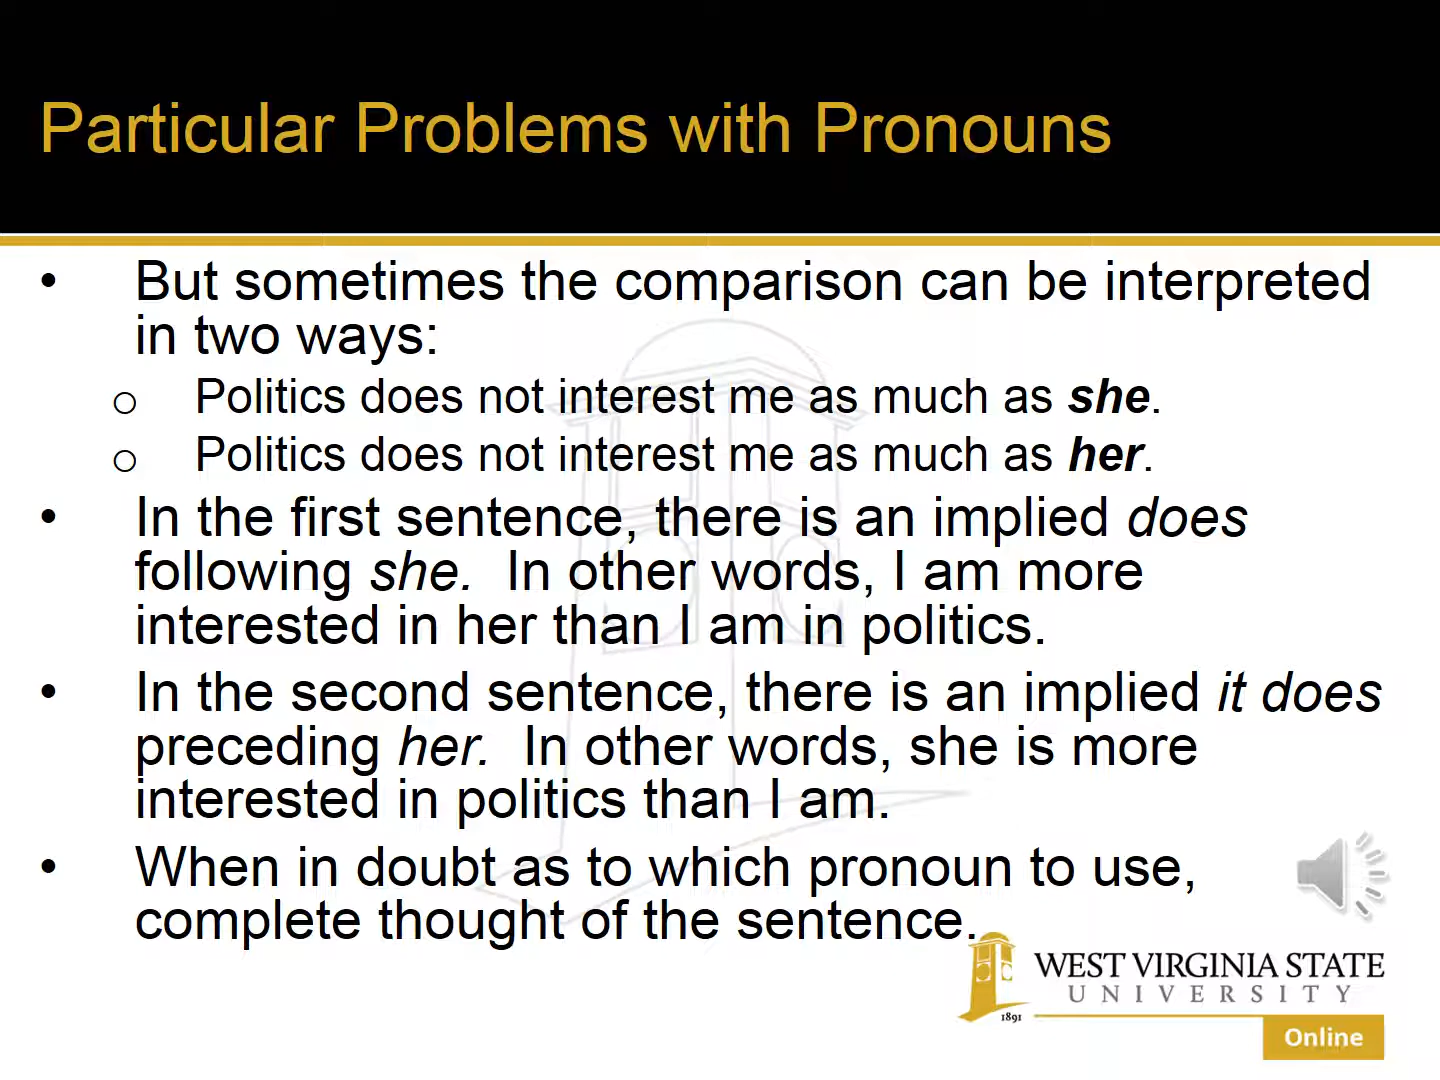 Particular Problems with Pronouns
• But sometimes the comparison can be interpreted
in two ways:
o Politics does not interest me as much as she.
o Politics does not interest me as much as her.
• In the first sentence, there is an implied does
following she. In other words, I am more
interested in her than I am in politics.
• In the second sentence, there is an implied it does
preceding her. In other words, she is more
interested in politics than I am.
• When in doubt as to which pronoun to use,
complete thought of the sentence.
WEST VIRGINIA STATE
UNIVERSITY
1891
Online